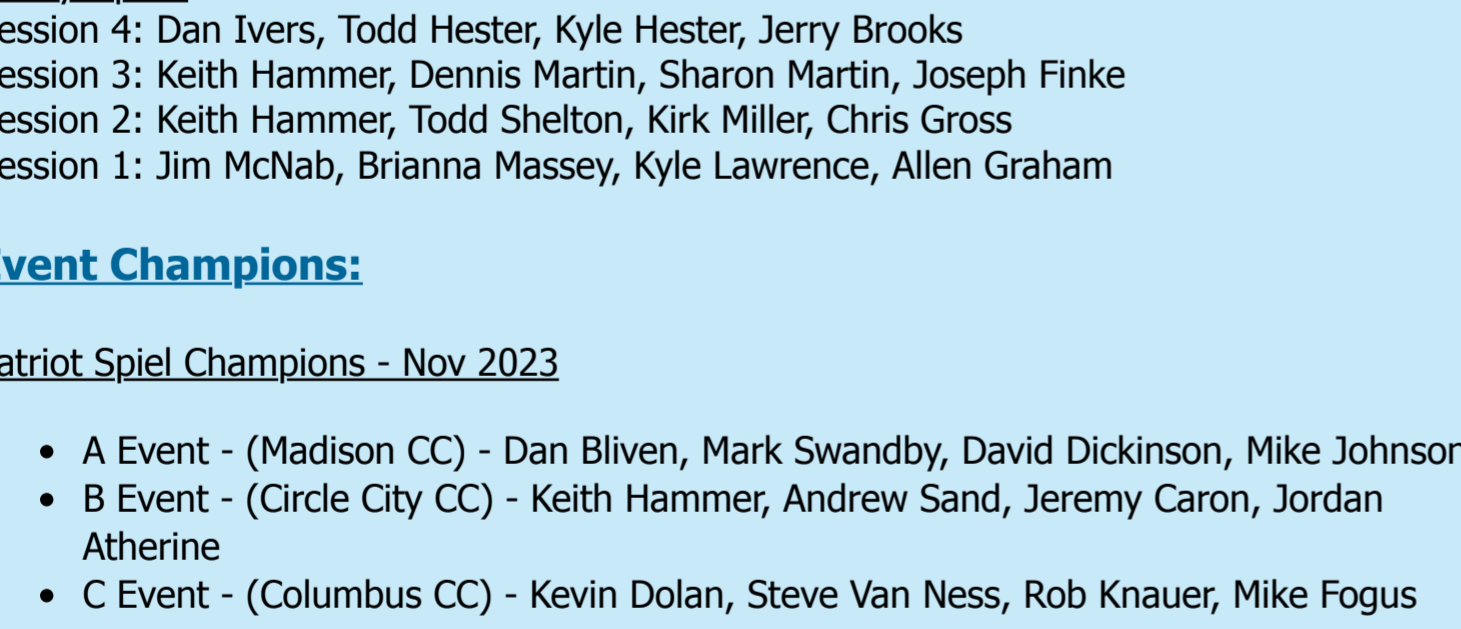 ession 4: Dan Ivers, Todd Hester, Kyle Hester, Jerry Brooks
ession 3: Keith Hammer, Dennis Martin, Sharon Martin, Joseph Finke
ession 2: Keith Hammer, Todd Shelton, Kirk Miller, Chris Gross
ession 1: Jim McNab, Brianna Massey, Kyle Lawrence, Allen Graham
vent Champions:
atriot Spiel Champions - Nov 2023
• A Event - (Madison CC) - Dan Bliven, Mark Swandby, David Dickinson, Mike Johnson
• B Event - (Circle City CC) - Keith Hammer, Andrew Sand, Jeremy Caron, Jordan
Atherine
• C Event - (Columbus CC) - Kevin Dolan, Steve Van Ness, Rob Knauer, Mike Fogus